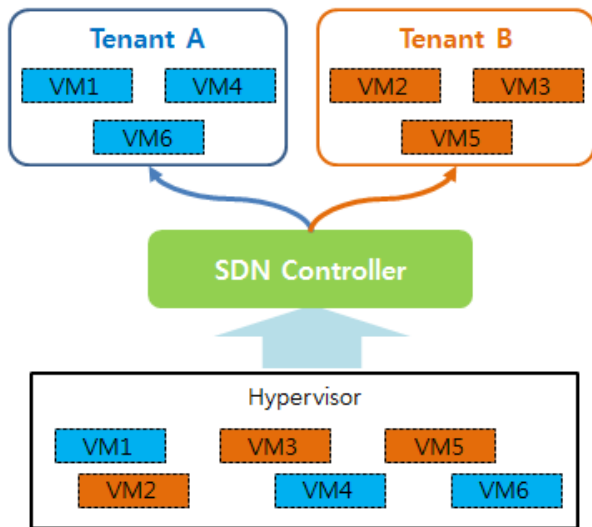 Tenant A
VM1 VM4
VM6
Tenant B
VM2 VM3
VM5
SDN Controller
Hypervisor
VM1 VM3 VM5
VM2 VM4 VM6